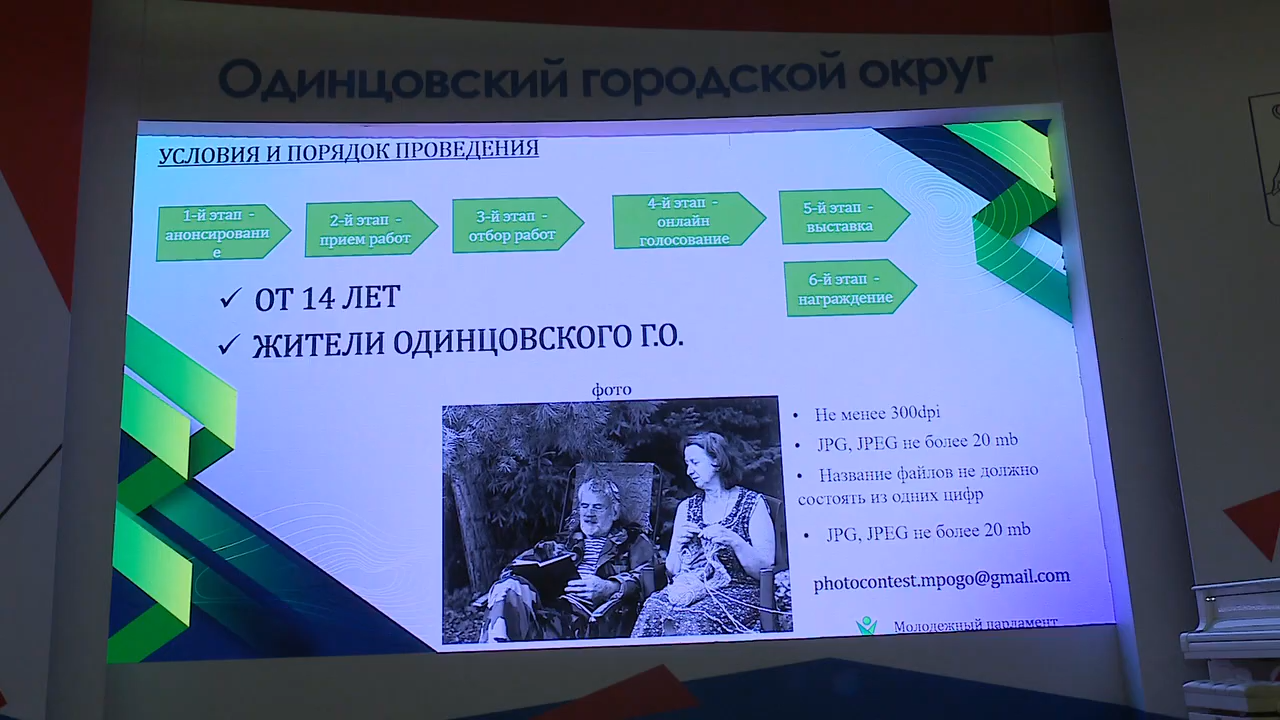 Одинцовский городской округ
УСЛОВИЯ И ПОРЯДОК ПРОВЕДЕНИЯ
1-й этап -
анонсировани
е
2-й этап -
прием работ
3-й этап -
отбор работ
4-й этап -
онлайн
голосование
5-й этап -
выставка
6-й этап -
награждение
✓ ОТ 14 ЛЕТ
✓ ЖИТЕЛИ ОДИНЦОВСКОГО Г.О.
фото
• Не менее 300dpi
• JPG, JPEG не более 20 mb
• Название файлов не должно
состоять из одних цифр
• JPG, JPEG не более 20 mb
photocontest.mpogo@gmail.com
Молодежный парламент